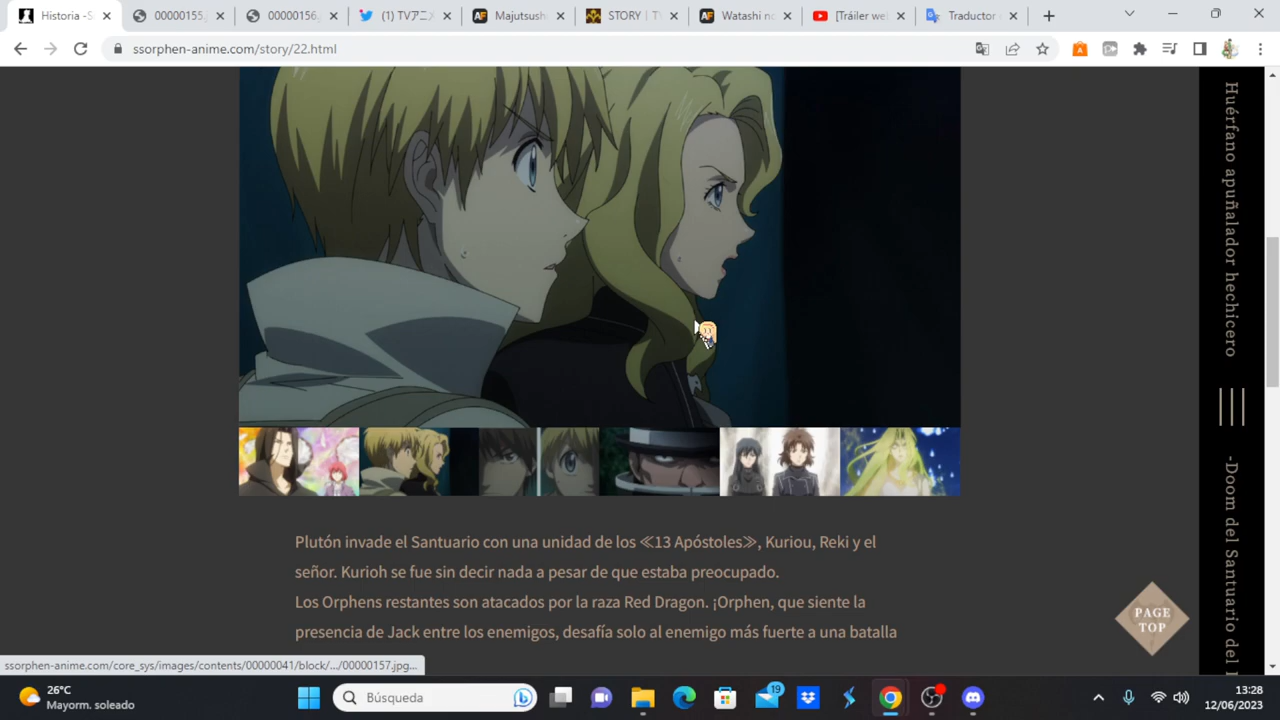 Historia -S
00000155
00000156
(1) TVアニメ
Majutsush
STORY | T
Watashi no
[Tráiler wel
Traductor
ssorphen-anime.com/story/22.html
Huérfano apuñalador hechicero
-Doom del Santuario del
Plutón invade el Santuario con una unidad de los ≪13 Apóstoles≫, Kuriou, Reki y el
señor. Kurioh se fue sin decir nada a pesar de que estaba preocupado.
Los Orphens restantes son atacados por la raza Red Dragon. ¡Orphen, que siente la
presencia de Jack entre los enemigos, desafía solo al enemigo más fuerte a una batalla
PAGE
TOP
ssorphen-anime.com/core_sys/images/contents/00000041/block/.../00000157.jpg...
26°C
Mayorm. soleado
Búsqueda
19
13:28
12/06/2023